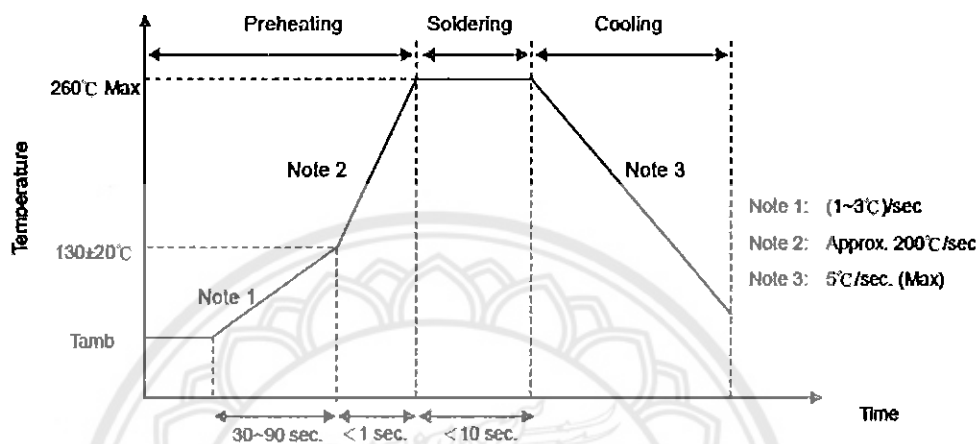 Preheating Soldering Cooling
260℃ Max
Temperature
Note 2
Note 3
Note 1: (1~3℃)/sec
Note 2: Approx. 200℃/sec
Note 3: 5℃/sec. (Max)
130±20℃
Note 1
Tamb
Time
30~90 sec. <1 sec. <10 sec.